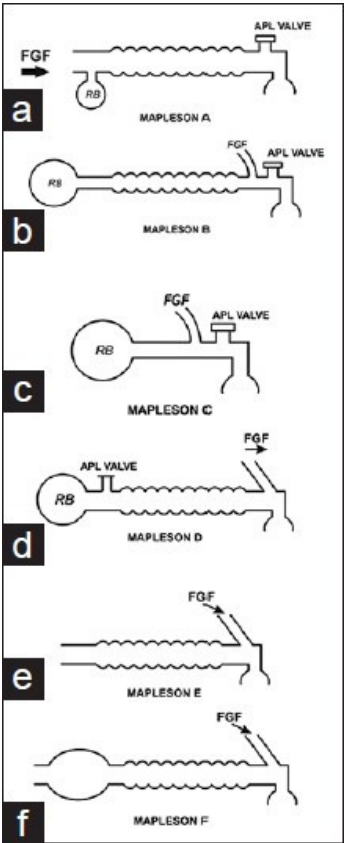 APL VALVE
FGF
RB
a
MAPLESON A
FGF
APL VALVE
RB
b
MAPLESON B
FGF
APL VALVE
RB
c
MAPLESON C
FGF
APL VALVE
RB
d
MAPLESON D
FGF
e
MAPLESON E
FGF
f
MAPLESON F